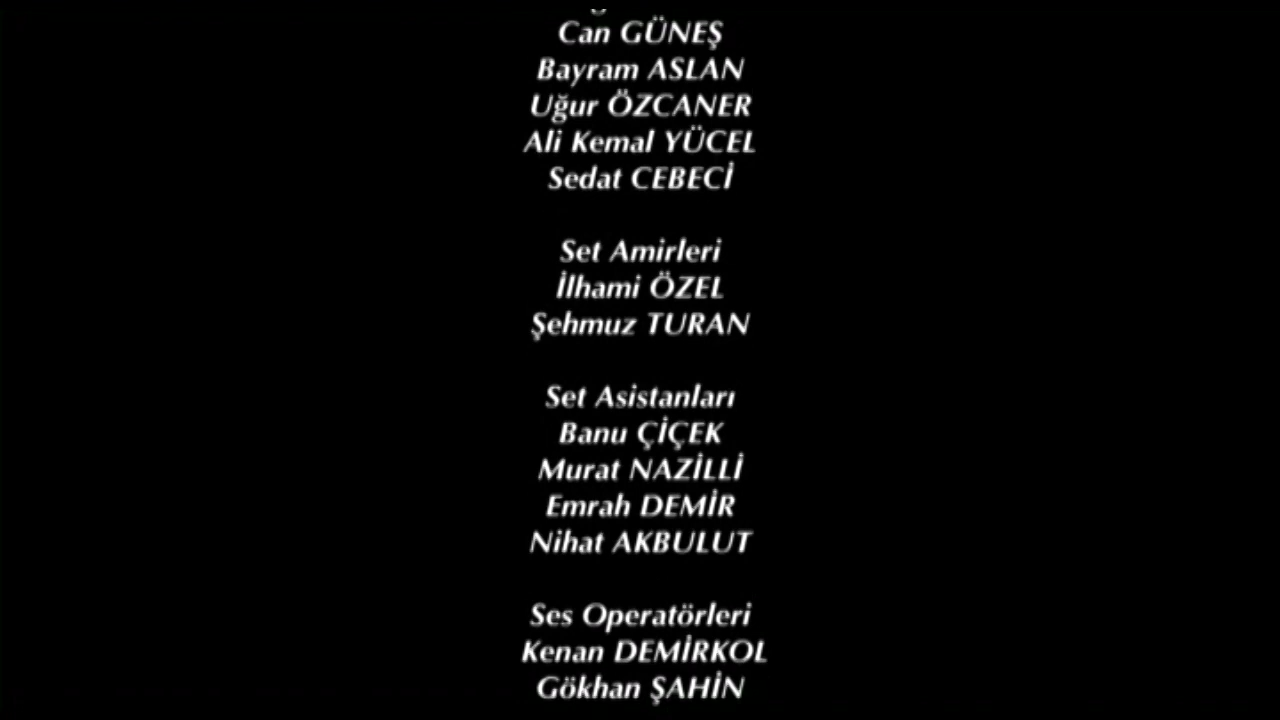 Can GÜNEŞ
Bayram ASLAN
Uğur ÖZCANER
Ali Kemal YÜCEL
Sedat CEBECİ
Set Amirleri
İlhami ÖZEL
Şehmuz TURAN
Set Asistanları
Banu ÇİÇEK
Murat NAZİLLİ
Emrah DEMİR
Nihat AKBULUT
Ses Operatörleri
Kenan DEMİRKOL
Gökhan ŞAHİN